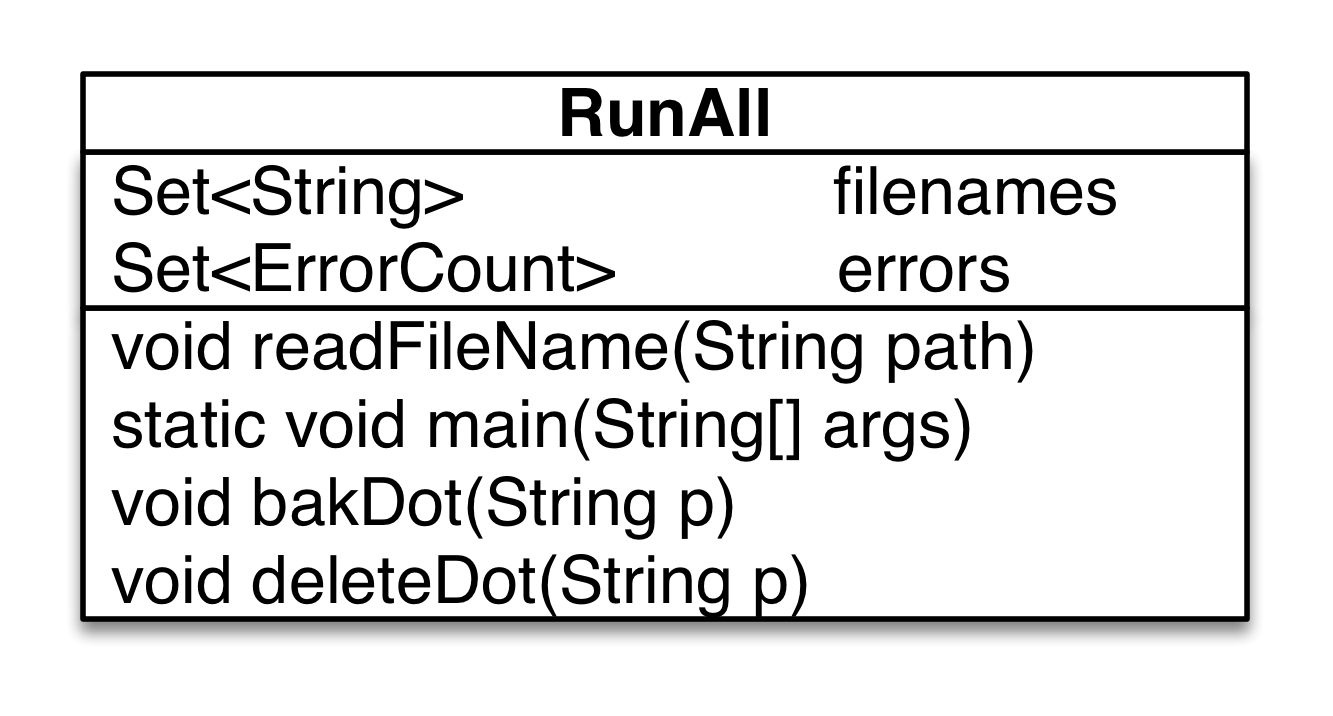 RunAll
Set<String> filenames
Set<ErrorCount> errors
void readFileName(String path)
static void main(String[] args)
void bakDot(String p)
void deleteDot(String p)